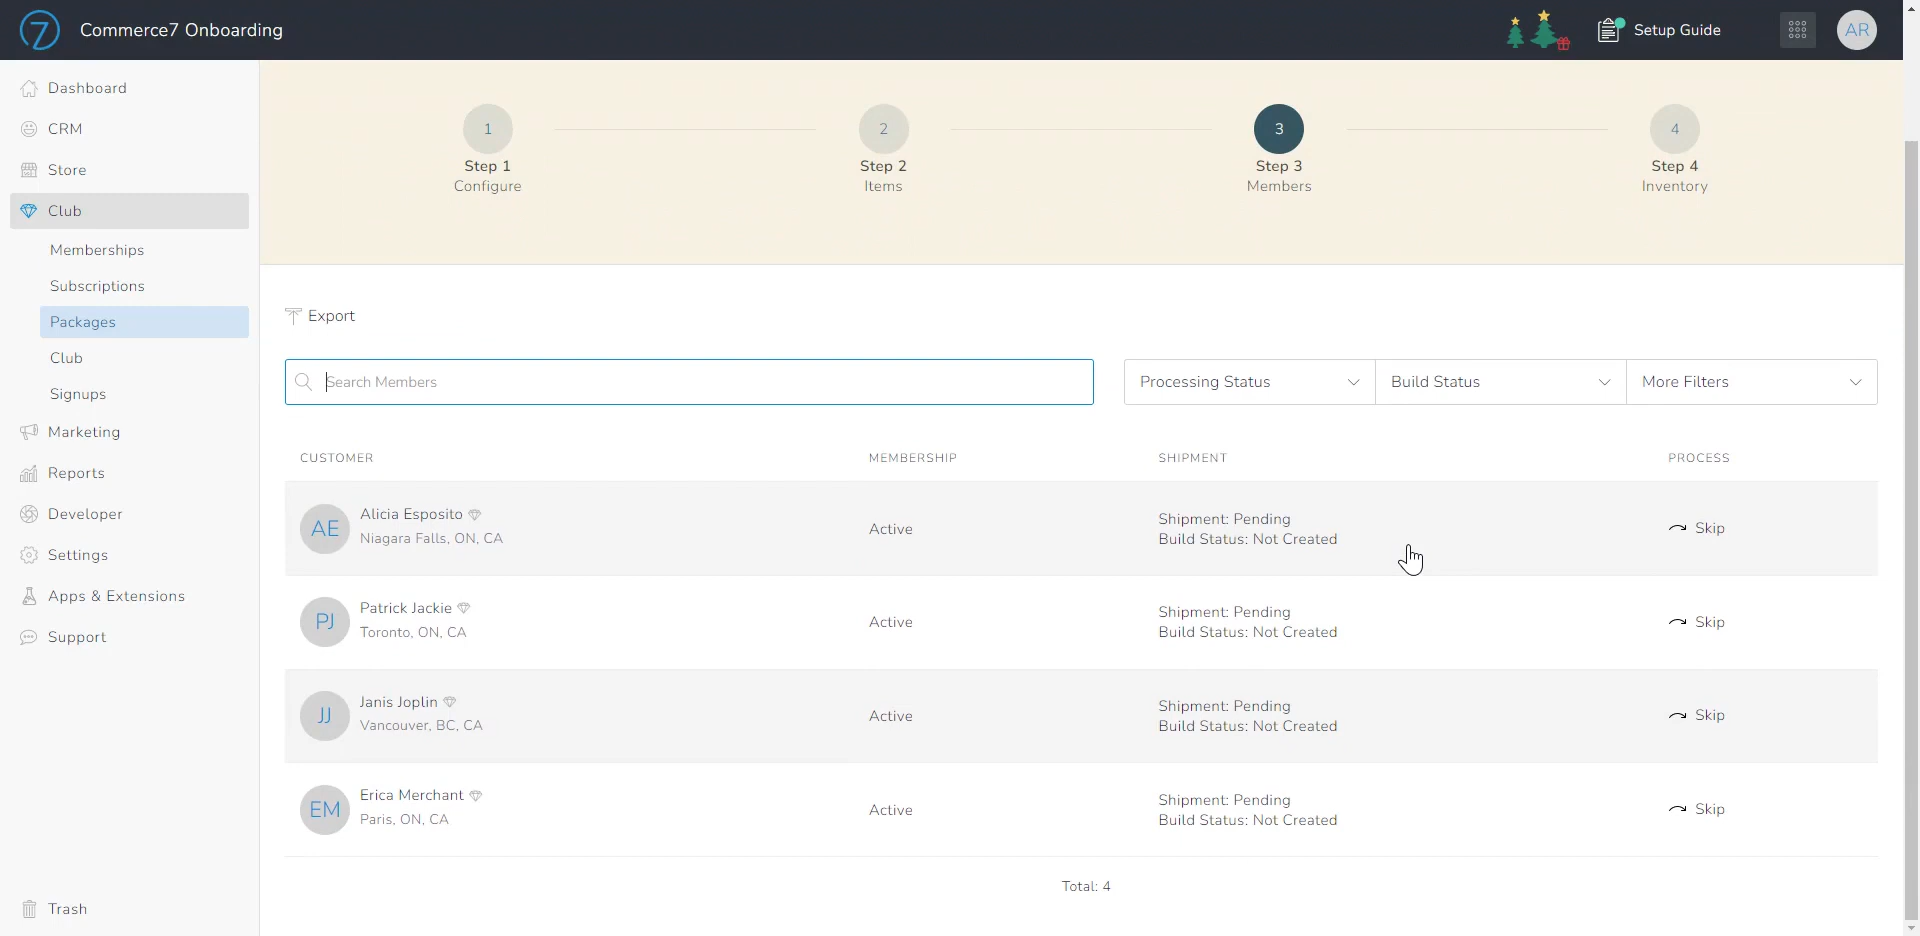 7
Commerce7 Onboarding
Setup Guide
AR
Dashboard
CRM
Store
Club
Memberships
Subscriptions
Packages
Club
Signups
Marketing
Reports
Developer
Settings
Apps & Extensions
Support
Trash
1
Step 1
Configure
2
Step 2
Items
3
Step 3
Members
4
Step 4
Inventory
Export
Search Members
Processing Status
Build Status
More Filters
CUSTOMER
MEMBERSHIP
SHIPMENT
PROCESS
AE
Alicia Esposito
Niagara Falls, ON, CA
Active
Shipment: Pending
Build Status: Not Created
Skip
PJ
Patrick Jackie
Toronto, ON, CA
Active
Shipment: Pending
Build Status: Not Created
Skip
JJ
Janis Joplin
Vancouver, BC, CA
Active
Shipment: Pending
Build Status: Not Created
Skip
EM
Erica Merchant
Paris, ON, CA
Active
Shipment: Pending
Build Status: Not Created
Skip
Total: 4